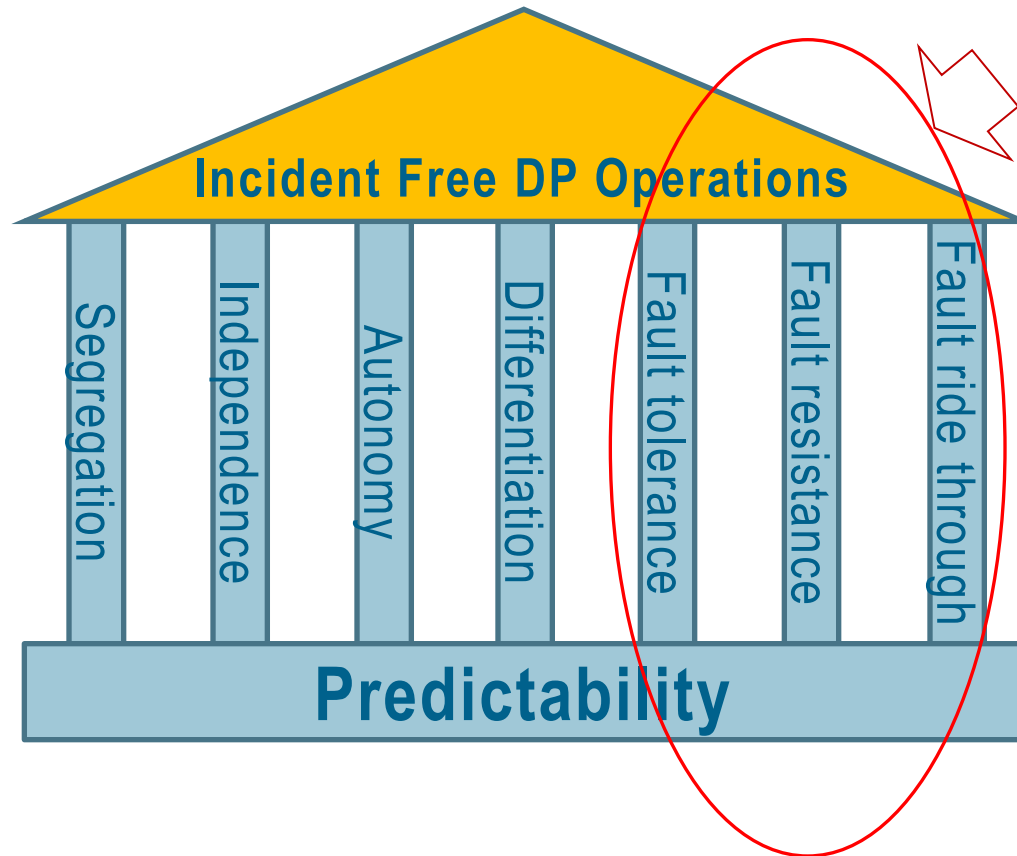 Incident Free DP Operations
Segregation
Independence
Autonomy
Differentiation
Fault tolerance
Fault resistance
Fault ride through
Predictability